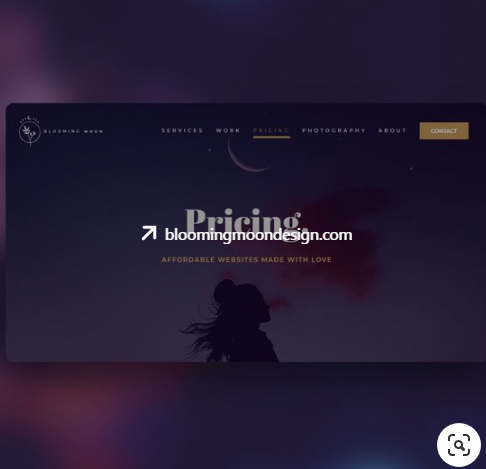 BLOOMING MOON
SERVICES WORK PRICING PHOTOGRAPHY ABOUT CONTACT
Pricing.
bloomingmoondesign.com
AFFORDABLE WEBSITES MADE WITH LOVE